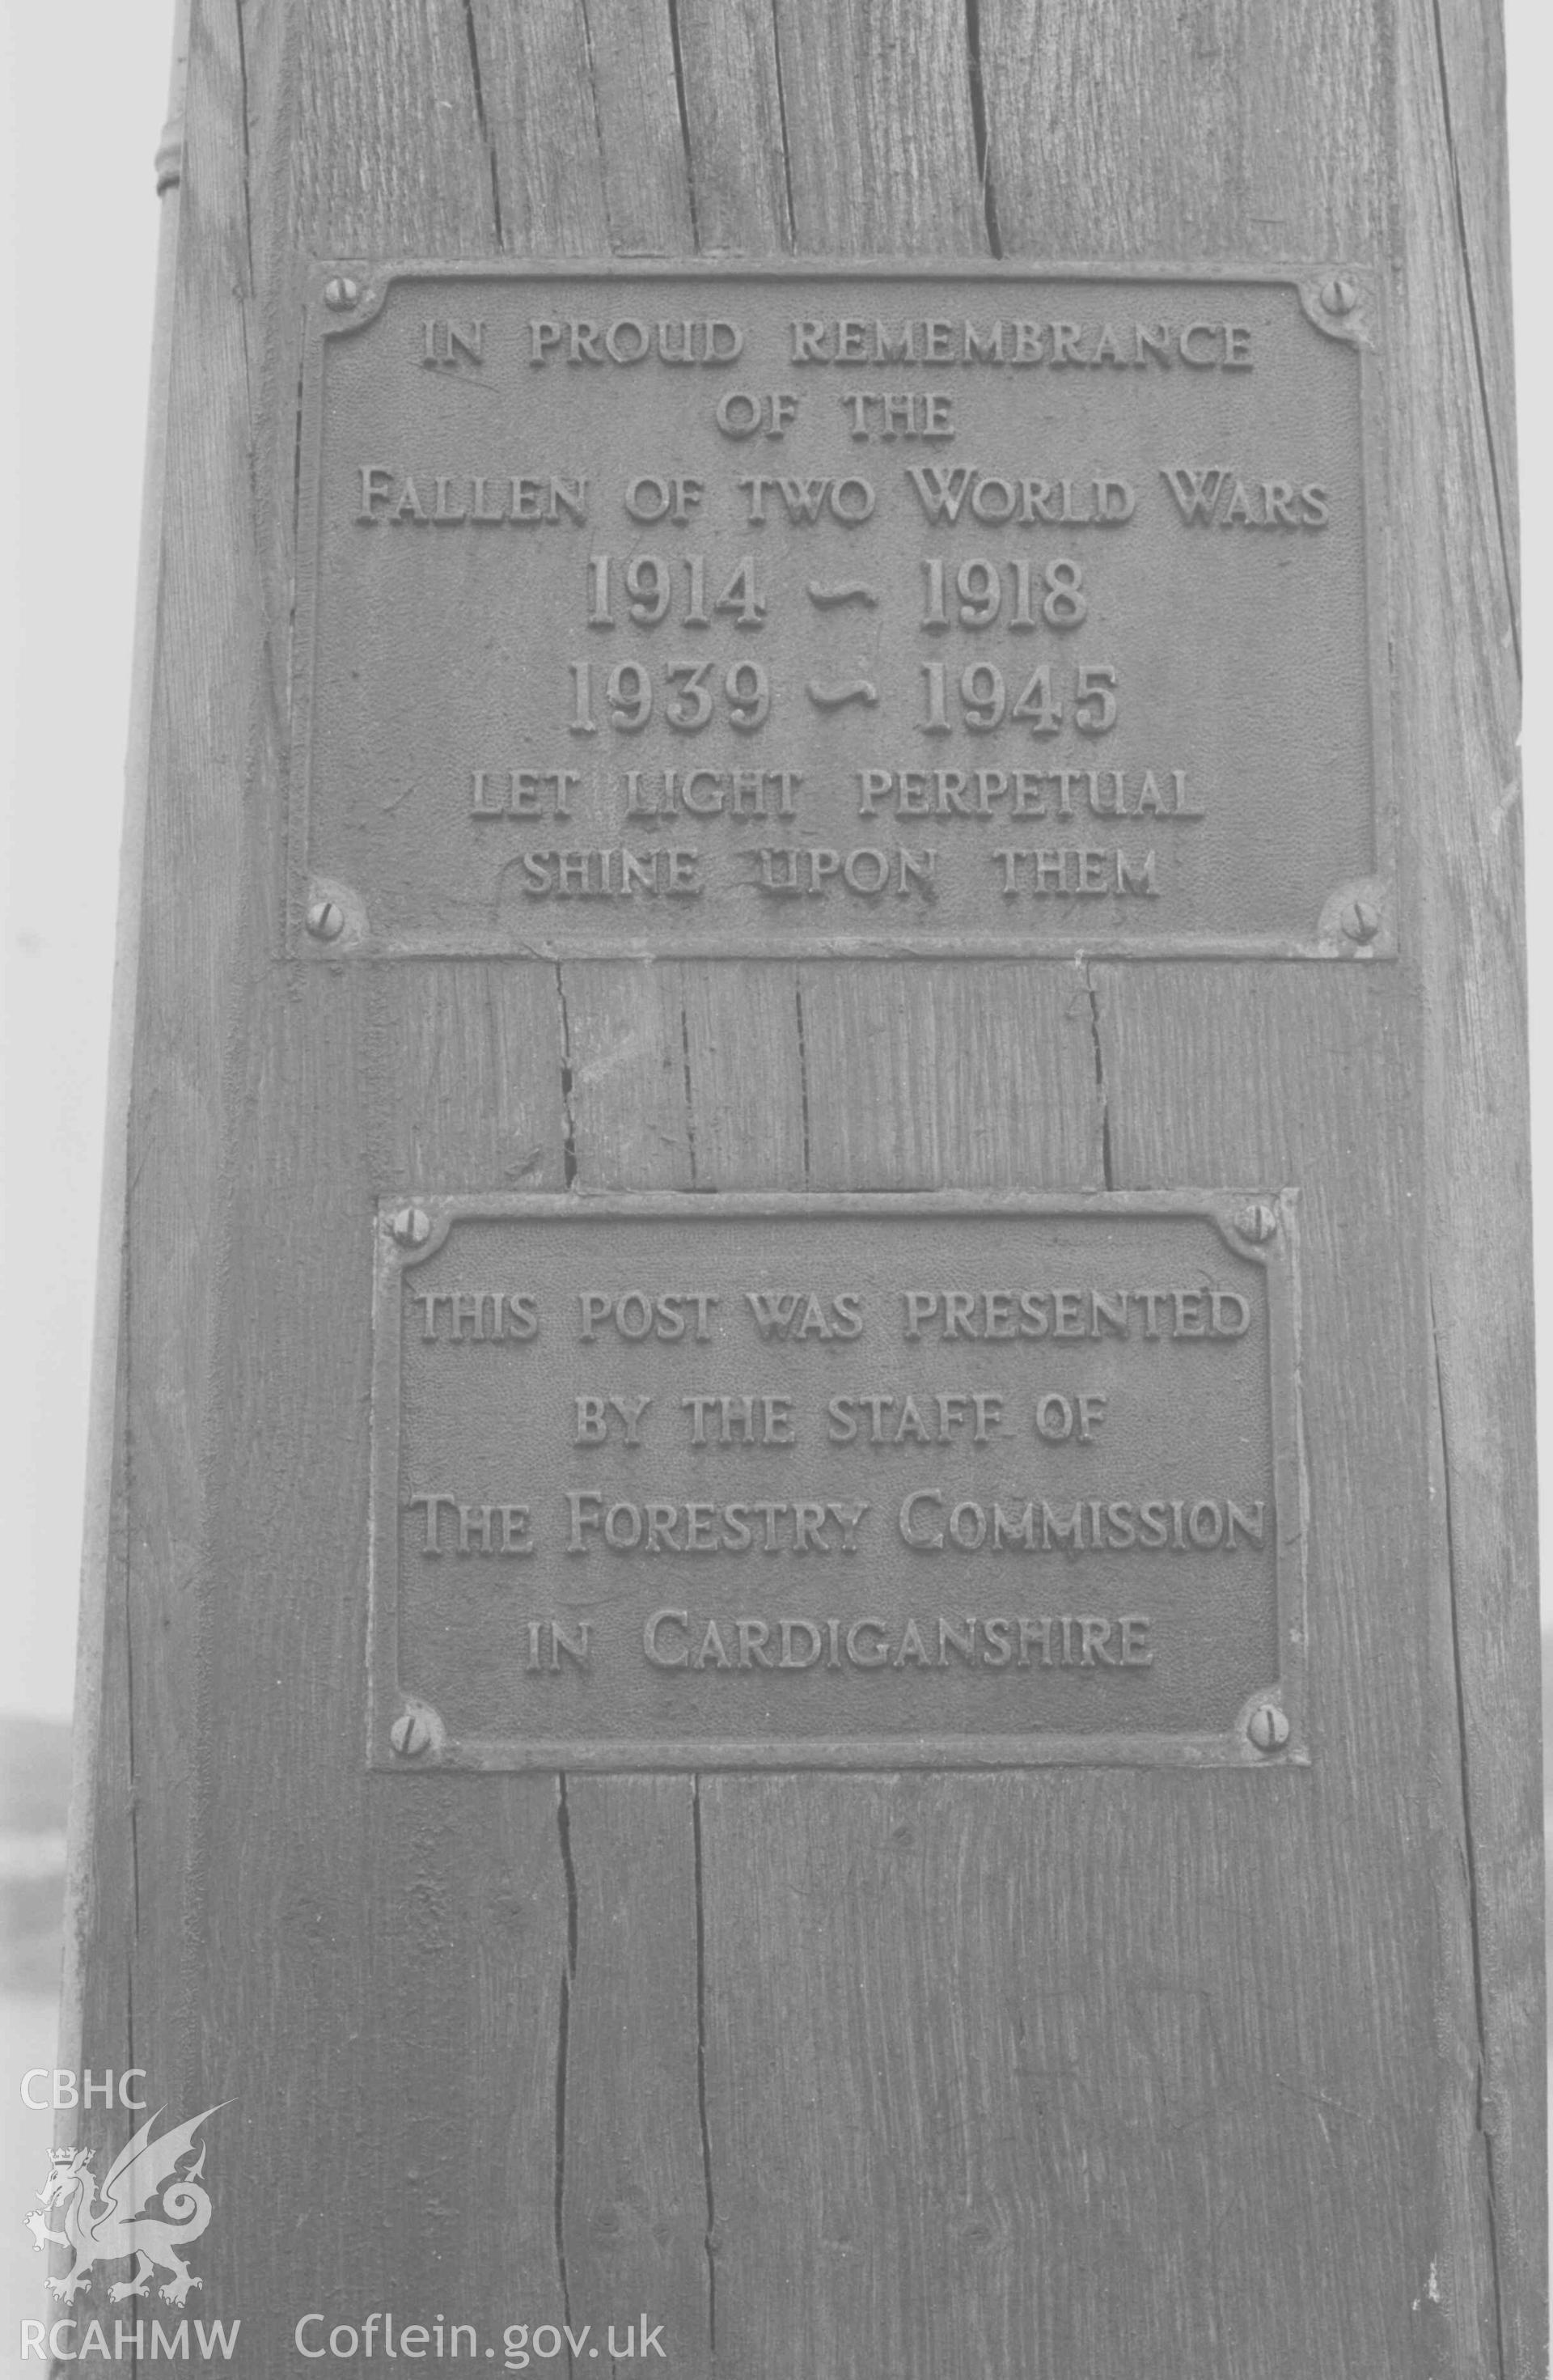 IN PROUD REMEMBRANCE
OF THE
FALLEN OF TWO WORLD WARS
1914 ~ 1918
1939 ~ 1945
LET LIGHT PERPETUAL
SHINE UPON THEM
THIS POST WAS PRESENTED
BY THE STAFF OF
THE FORESTRY COMMISSION
IN CARDIGANSHIRE
CBHC
RCAHMW
Coflein.gov.uk